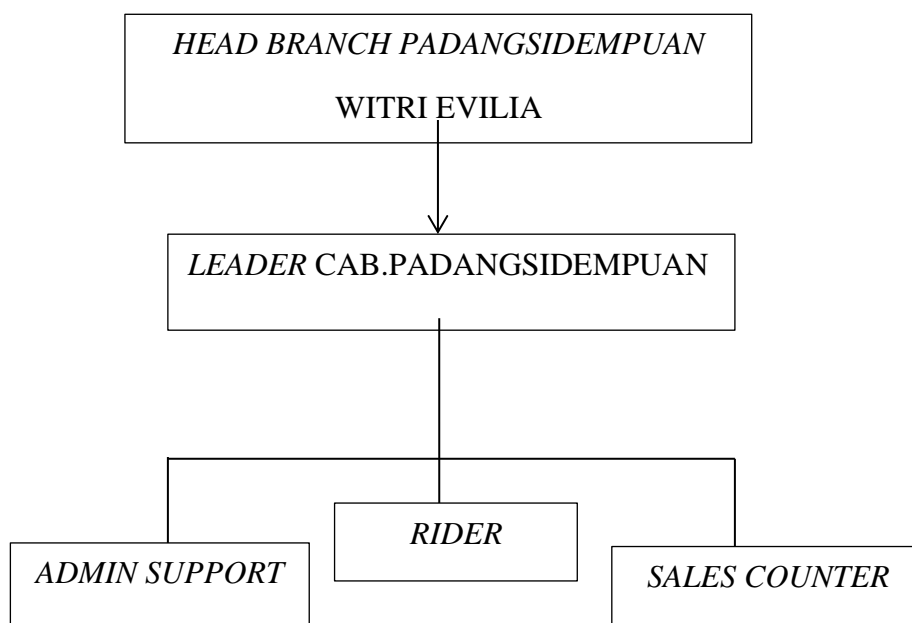 HEAD BRANCH PADANGSIDEMPUAN
WITRI EVILIA
LEADER CAB.PADANGSIDEMPUAN
RIDER
ADMIN SUPPORT
SALES COUNTER